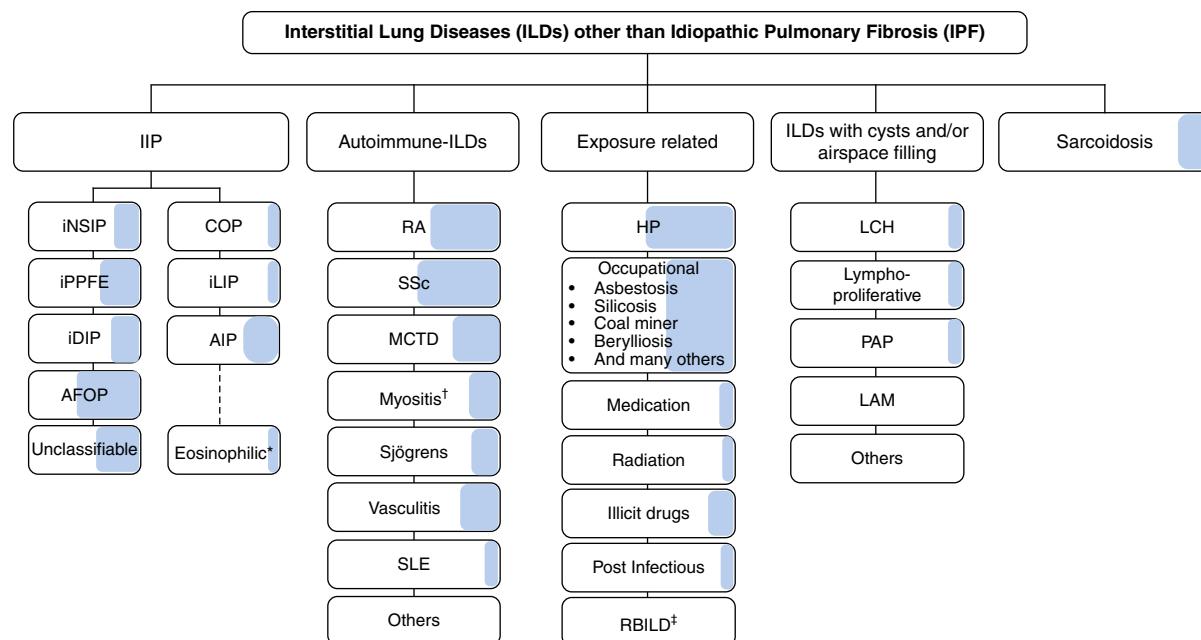 Interstitial Lung Diseases (ILDs) other than Idiopathic Pulmonary Fibrosis (IPF)
IIP
iNSIP
iPPFE
iDIP
AFOP
Unclassifiable
COP
iLIP
AIP
Eosinophilic*
Autoimmune-ILDs
RA
SSc
MCTD
Myositis†
Sjögrens
Vasculitis
SLE
Others
Exposure related
HP
Occupational
• Asbestosis
• Silicosis
• Coal miner
• Berylliosis
• And many others
Medication
Radiation
Illicit drugs
Post Infectious
RBILD‡
ILDs with cysts and/or
airspace filling
LCH
Lympho-
proliferative
PAP
LAM
Others
Sarcoidosis